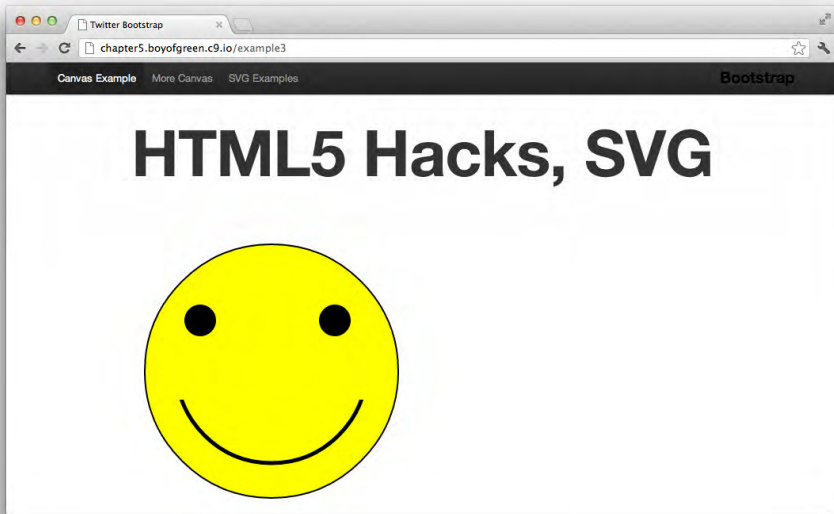 Twitter Bootstrap
chapter5.boyofgreen.c9.io/example3
Canvas Example More Canvas SVG Examples Bootstrap
HTML5 Hacks, SVG